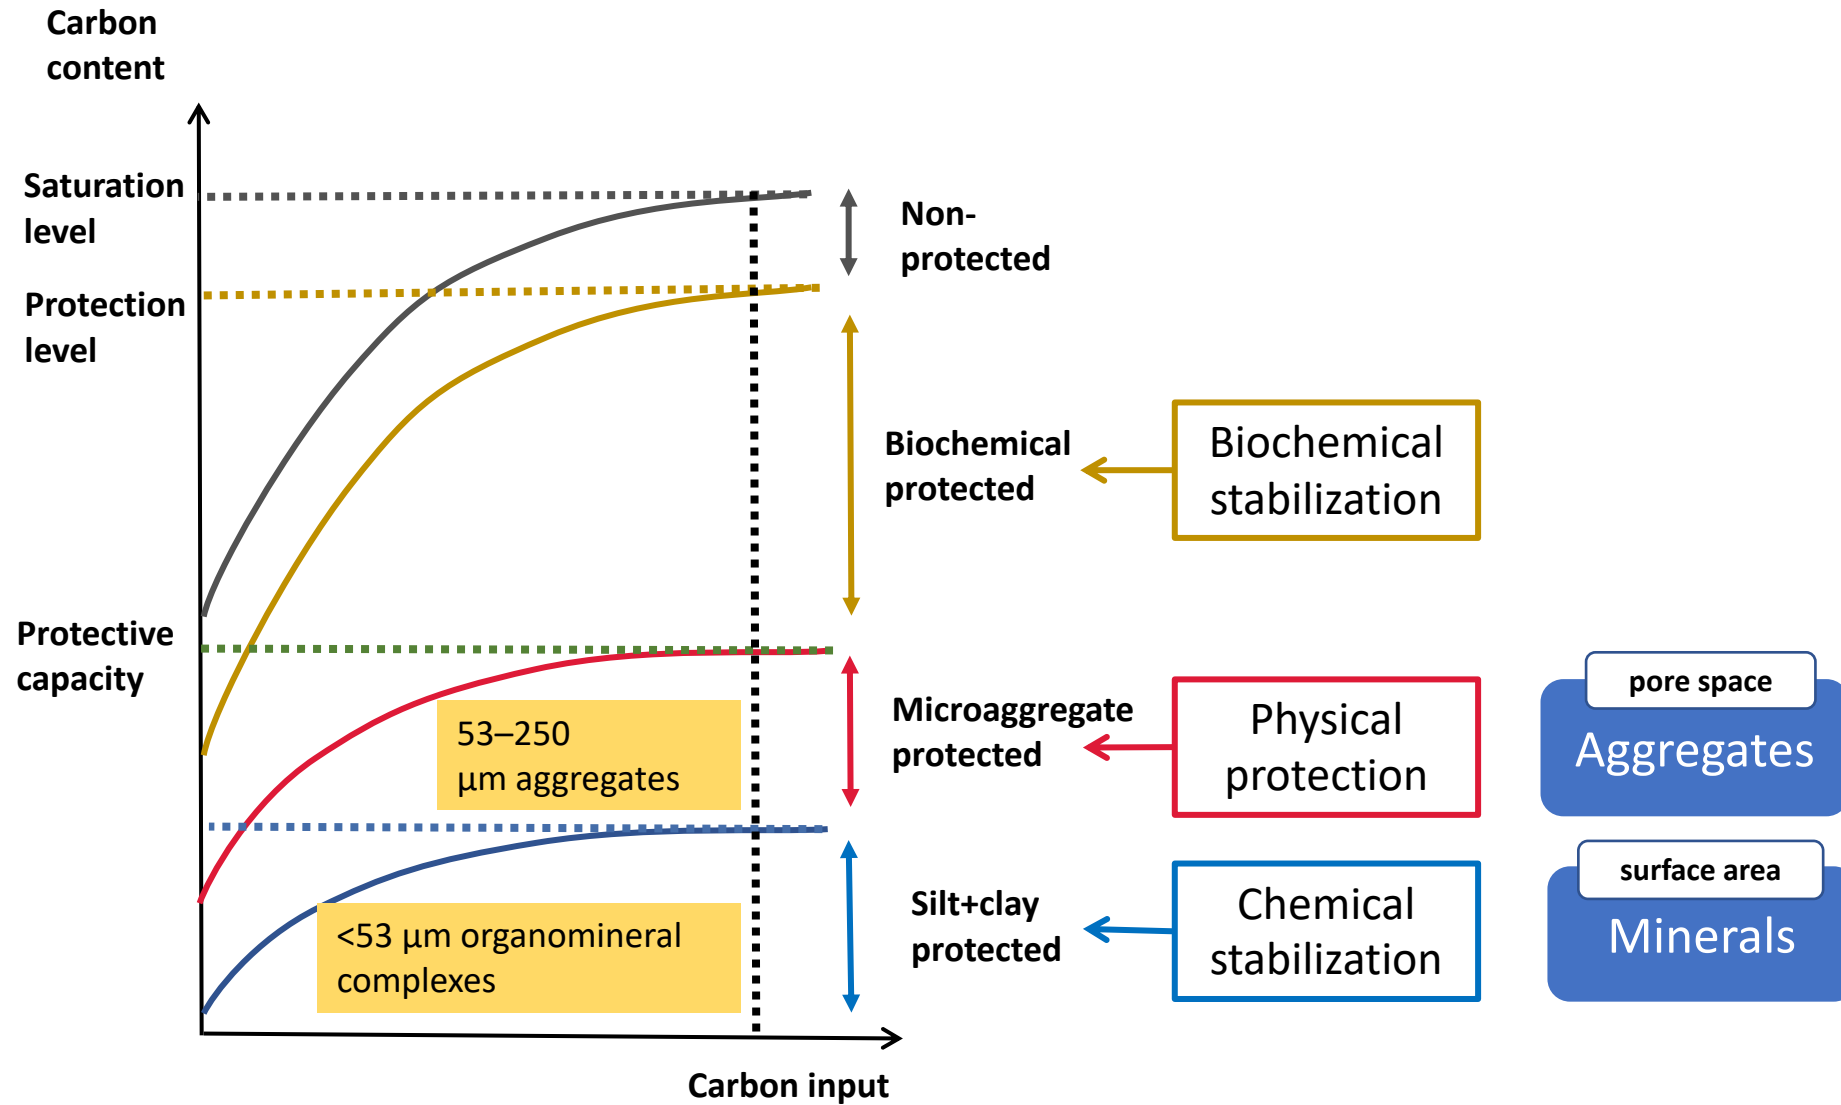 Carbon
content
Saturation
level
Protection
level
Protective
capacity
Non-
protected
Biochemical
protected
Microaggregate
protected
Silt+clay
protected
Biochemical
stabilization
Physical
protection
Chemical
stabilization
pore space
Aggregates
surface area
Minerals
53–250
µm aggregates
<53 µm organomineral
complexes
Carbon input